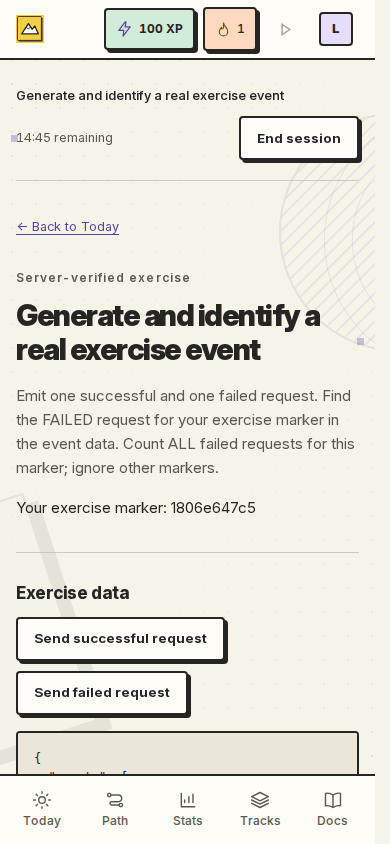 100 XP
1
L
Generate and identify a real exercise event
14:45 remaining
End session
← Back to Today
Server-verified exercise
Generate and identify a
real exercise event
Emit one successful and one failed request. Find
the FAILED request for your exercise marker in
the event data. Count ALL failed requests for this
marker; ignore other markers.
Your exercise marker: 1806e647c5
Exercise data
Send successful request
Send failed request
{
Today
Path
Stats
Tracks
Docs